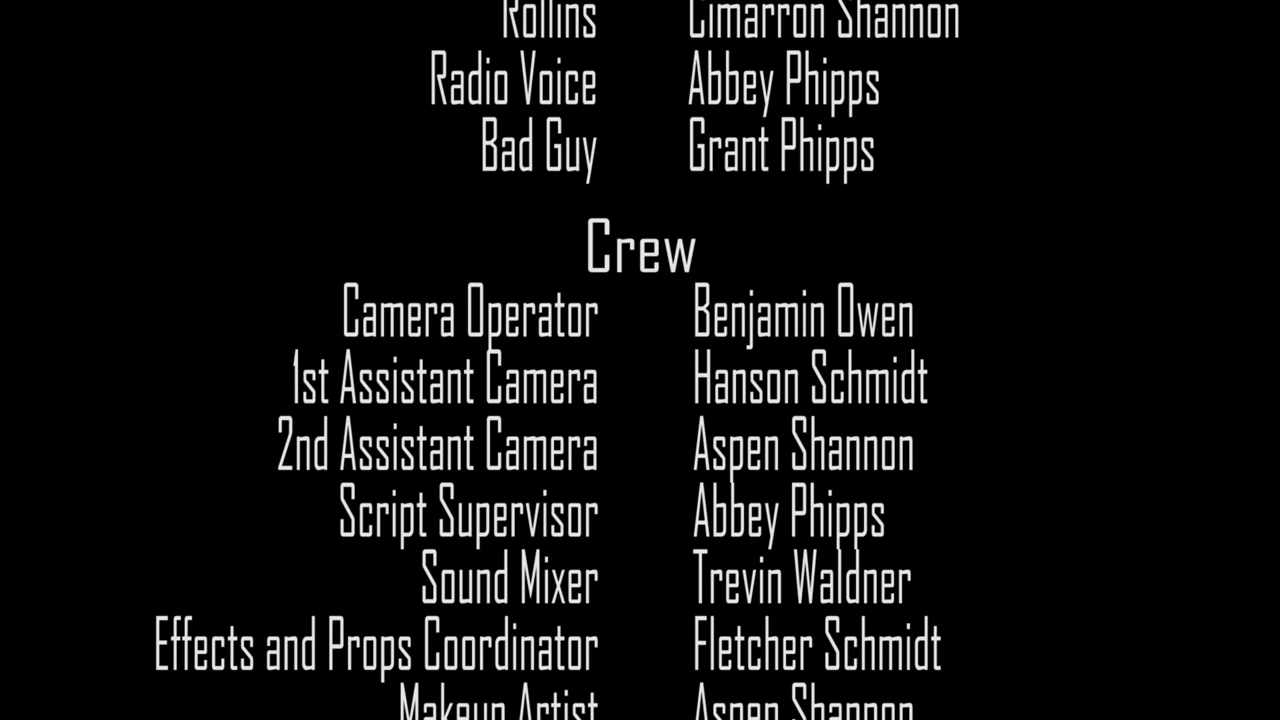 Rollins Cimarron Shannon
Radio Voice Abbey Phipps
Bad Guy Grant Phipps
Crew
Camera Operator Benjamin Owen
1st Assistant Camera Hanson Schmidt
2nd Assistant Camera Aspen Shannon
Script Supervisor Abbey Phipps
Sound Mixer Trevin Waldner
Effects and Props Coordinator Fletcher Schmidt
Makeup Artist Aspen Shannon